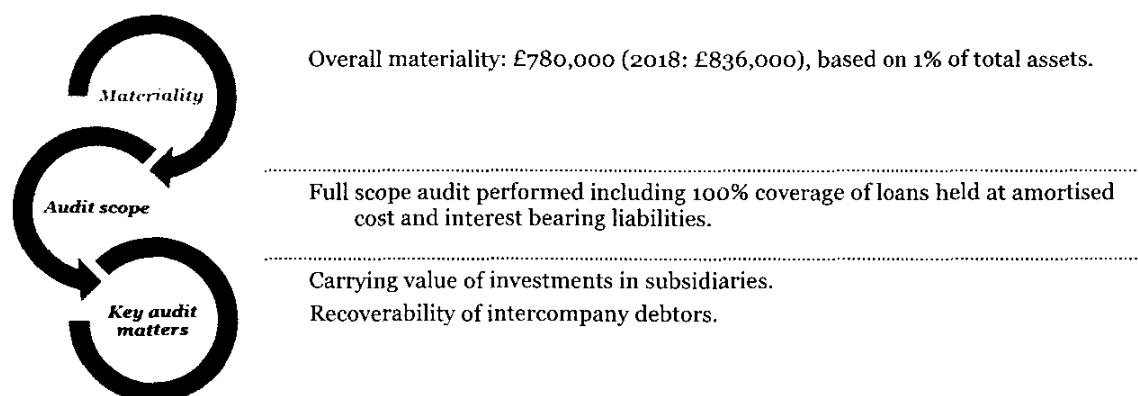 Materiality
Overall materiality: £780,000 (2018: £836,000), based on 1% of total assets.
Audit scope
Full scope audit performed including 100% coverage of loans held at amortised
cost and interest bearing liabilities.
Key audit
matters
Carrying value of investments in subsidiaries.
Recoverability of intercompany debtors.